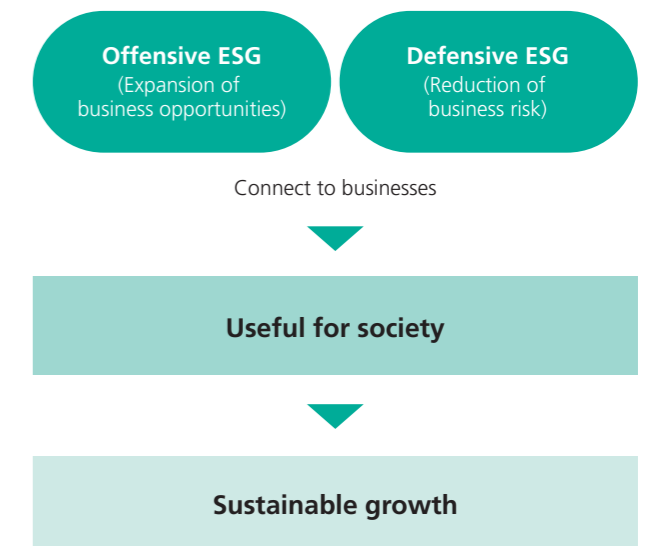 Offensive ESG
(Expansion of
business opportunities)
Defensive ESG
(Reduction of
business risk)
Connect to businesses
Useful for society
Sustainable growth